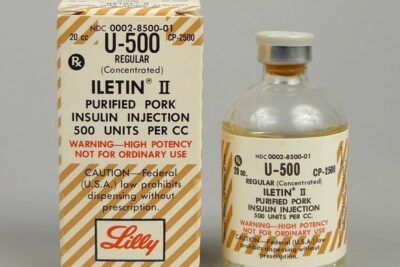 NDC 0002-8500-01
20 cc U-500 CP-2500
REGULAR
(Concentrated)
Rx
ILETIN® II
PURIFIED PORK
INSULIN INJECTION
500 UNITS PER CC
WARNING—HIGH POTENCY
NOT FOR ORDINARY USE
CAUTION—Federal
(U.S.A.) law prohibits
dispensing without
prescription.
Lilly
NDC 0002-8500-01
Rx
20 cc. U-500 CP-2500
REGULAR (Concentrated)
ILETIN® II
PURIFIED PORK
INSULIN INJECTION
500 UNITS PER CC.
WARNING—HIGH POTENCY
NOT FOR ORDINARY USE
CAUTION—Federal (U.S.A.)
law prohibits dispensing